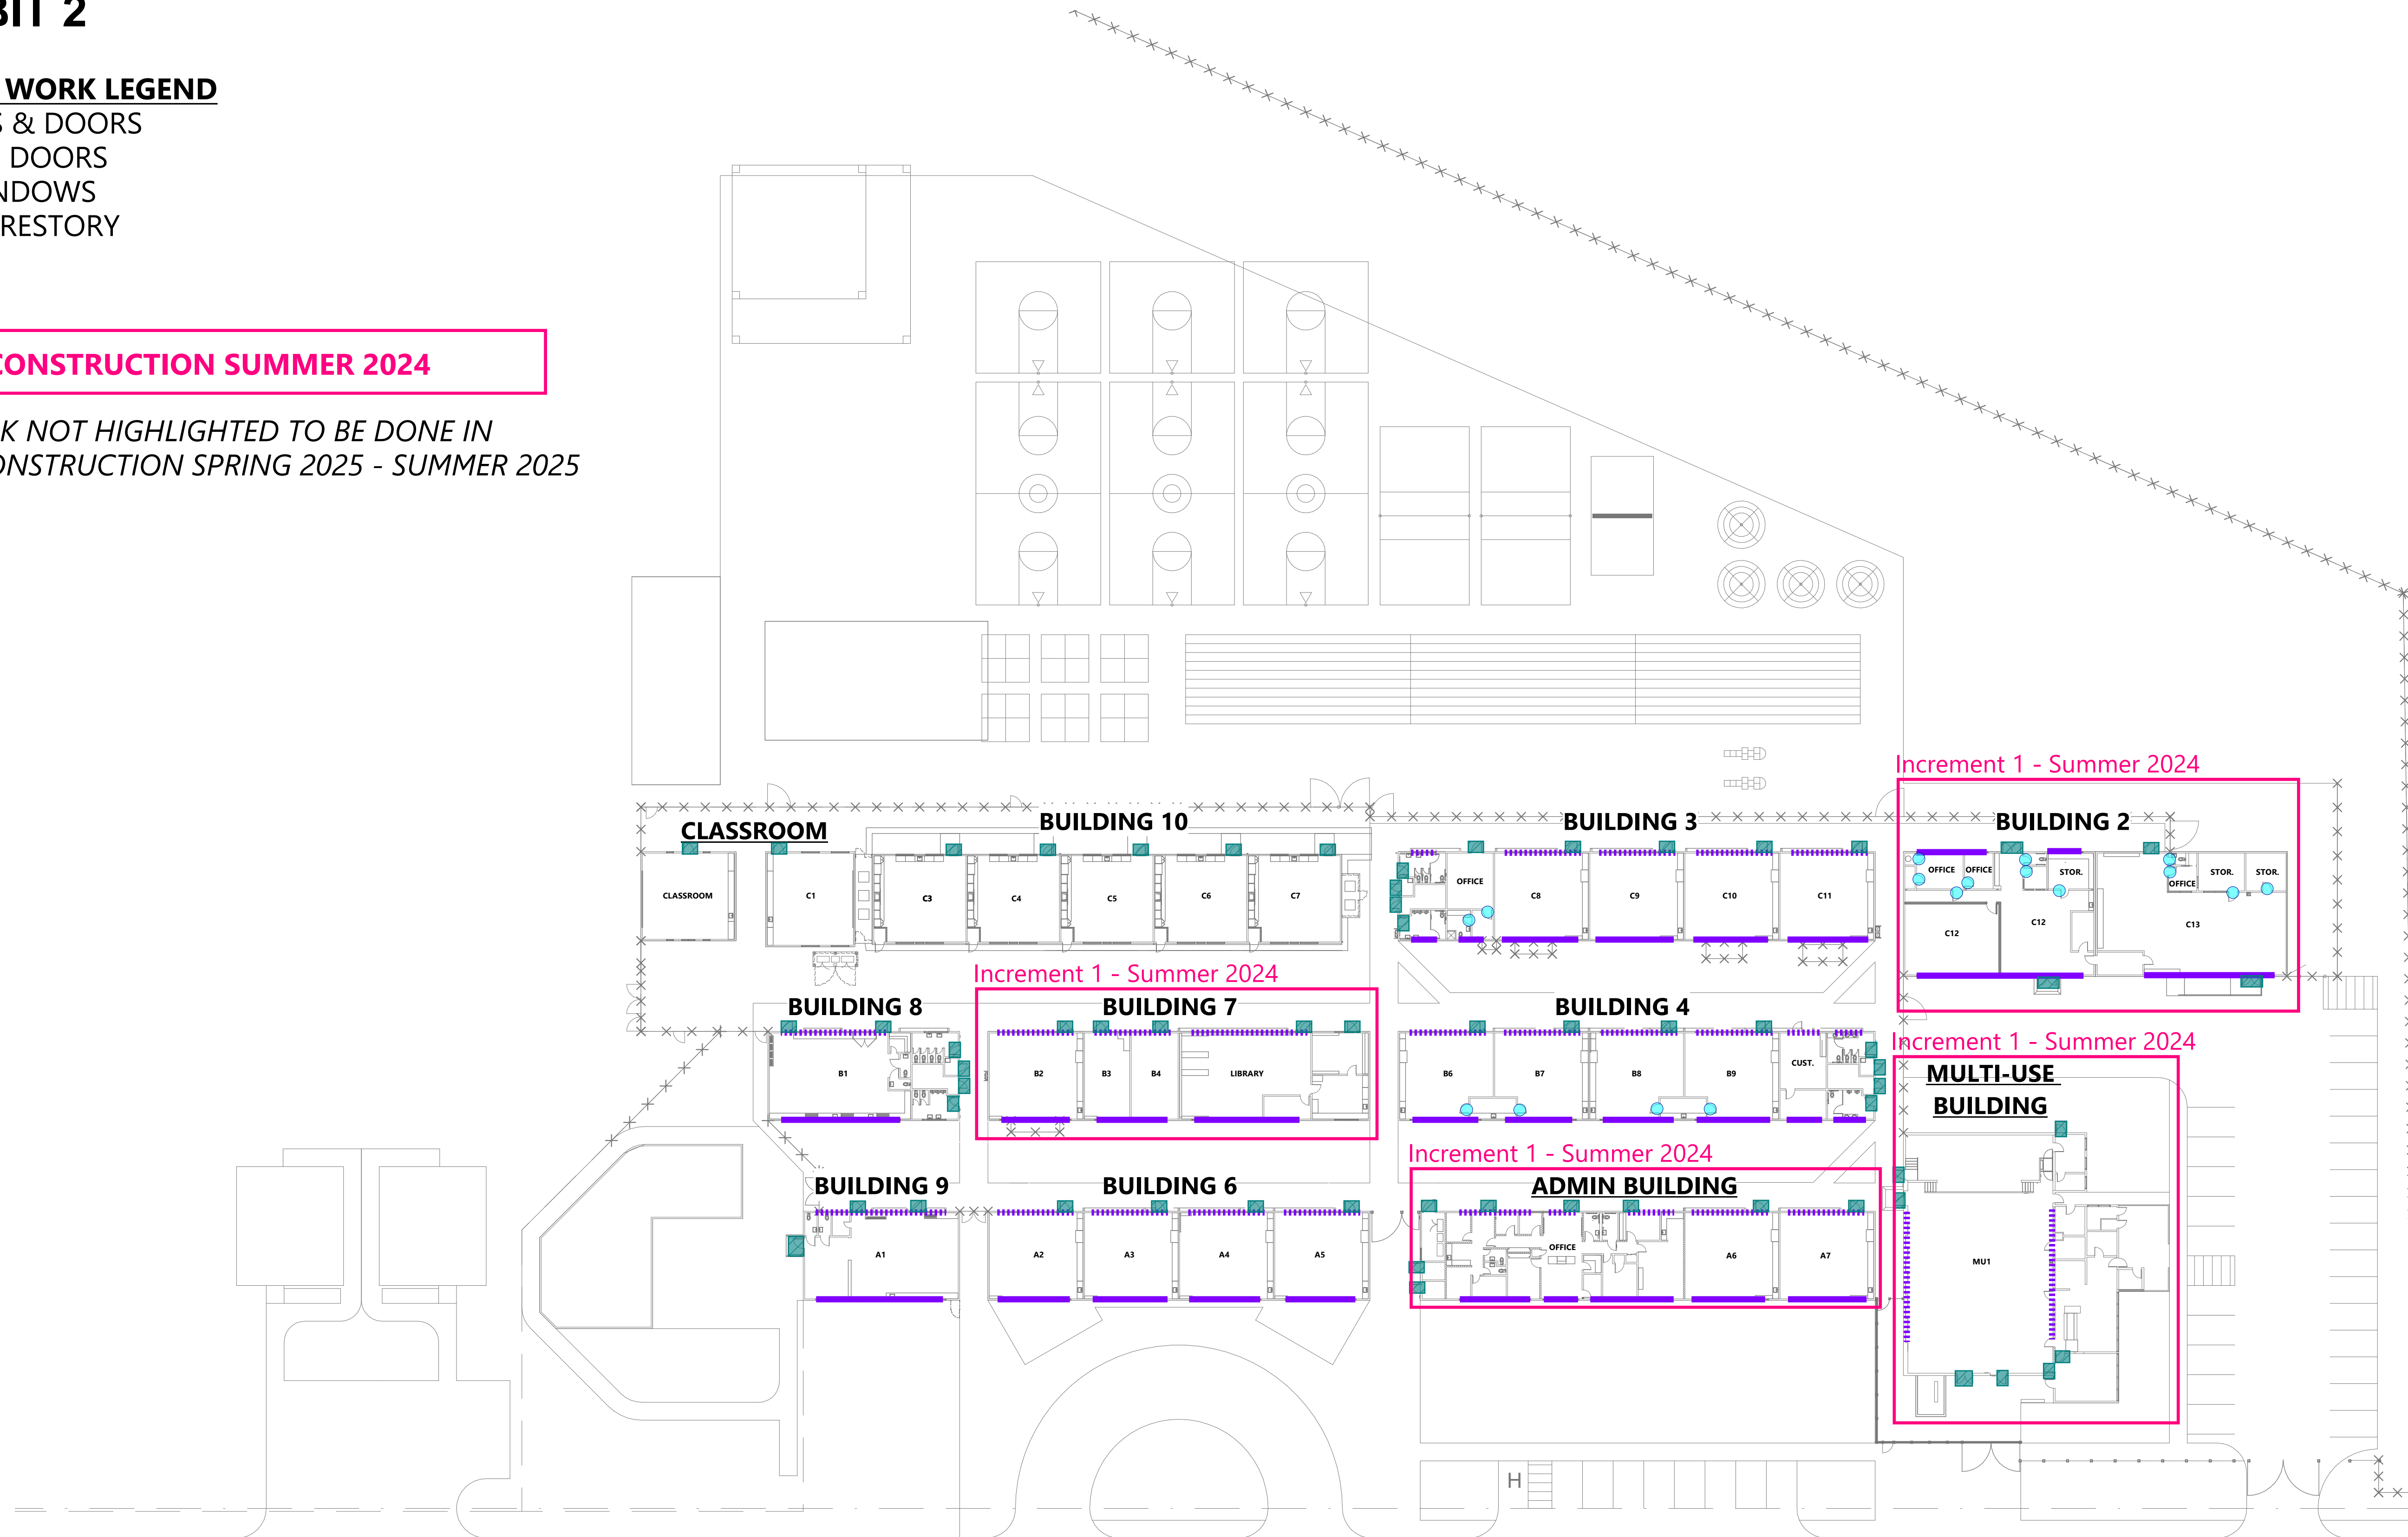 BIT 2
WORK LEGEND
S & DOORS
DOORS
NDOWS
RESTORY
CONSTRUCTION SUMMER 2024
K NOT HIGHLIGHTED TO BE DONE IN
ONSTRUCTION SPRING 2025 - SUMMER 2025
Increment 1 - Summer 2024
CLASSROOM
BUILDING 10
BUILDING 3
BUILDING 2
CLASSROOM
C1
C3
C4
C5
C6
C7
OFFICE
C8
C9
C10
C11
OFFICE
OFFICE
STOR.
OFFICE
STOR.
STOR.
C12
C12
C13
Increment 1 - Summer 2024
BUILDING 8
BUILDING 7
BUILDING 4
B1
B2
B3
B4
LIBRARY
B6
B7
B8
B9
CUST.
Increment 1 - Summer 2024
MULTI-USE
BUILDING
MU1
Increment 1 - Summer 2024
BUILDING 9
BUILDING 6
ADMIN BUILDING
A1
A2
A3
A4
A5
OFFICE
A6
A7
H